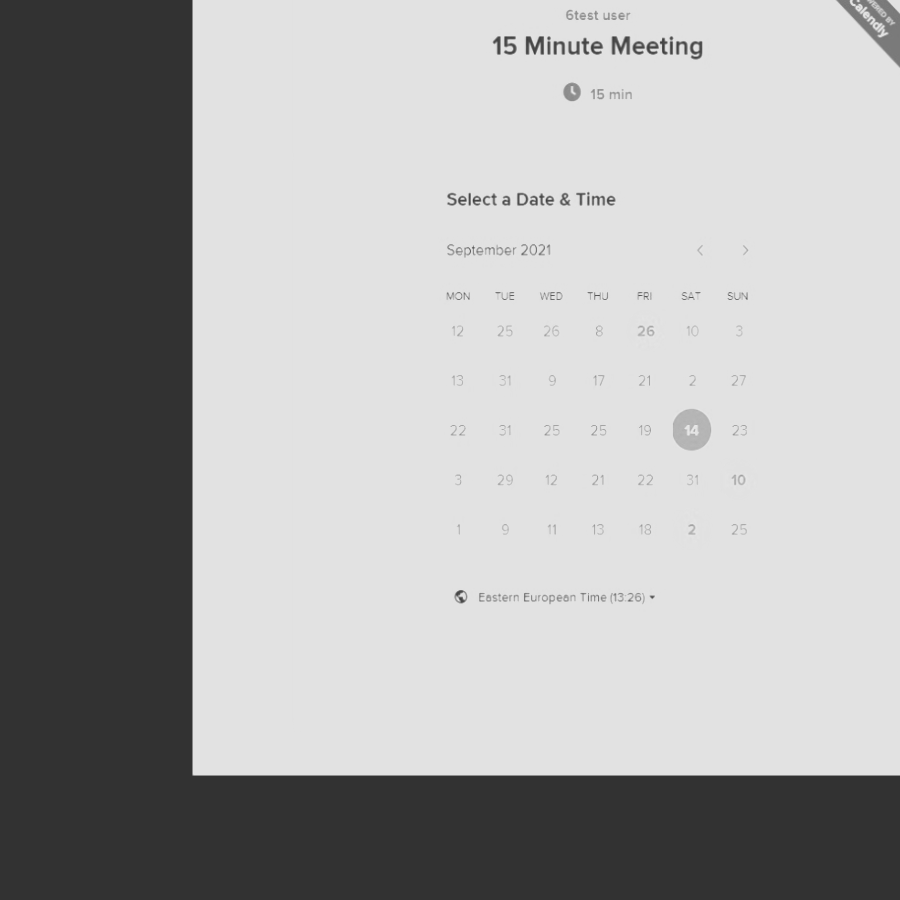 6test user
15 Minute Meeting
15 min
POWERED BY
Calendly
Select a Date & Time
September 2021
MON TUE WED THU FRI SAT SUN
12 25 26 8 26 10 3
13 31 9 17 21 2 27
22 31 25 25 19 14 23
3 29 12 21 22 31 10
1 9 11 13 18 2 25
Eastern European Time (13:26)